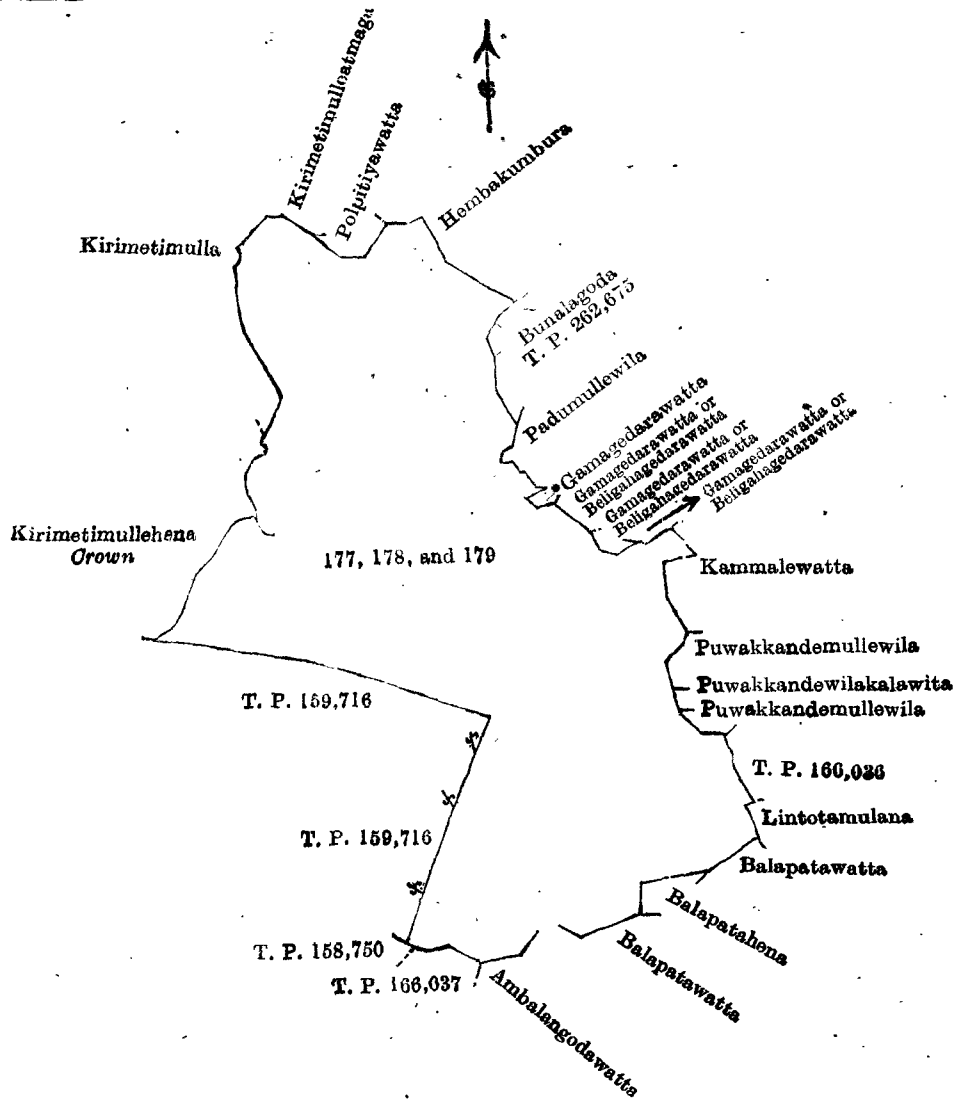 Kirimetimulleatmagu
Polpitiyawatta
Hembakumbura
Kirimetimulla
Bunalagoda
T. P. 262,675
Padumullewila
Gamagedarawatta
Gamagedarawatta or
Beligahagedarawatta
Gamagedarawatta or
Beligahagedarawatta
Gamagedarawatta or
Beligahagedarawatta
Kirimetimullehena
Crown
177, 178, and 179
Kammalewatta
Puwakkandemullewila
Puwakkandewilakalawita
Puwakkandemullewila
T. P. 159,716
T. P. 166,036
Lintotamulana
T. P. 159,716
Balapatawatta
Balapatahena
Balapatawatta
T. P. 158,750
T. P. 166,037
Ambalangodawatta